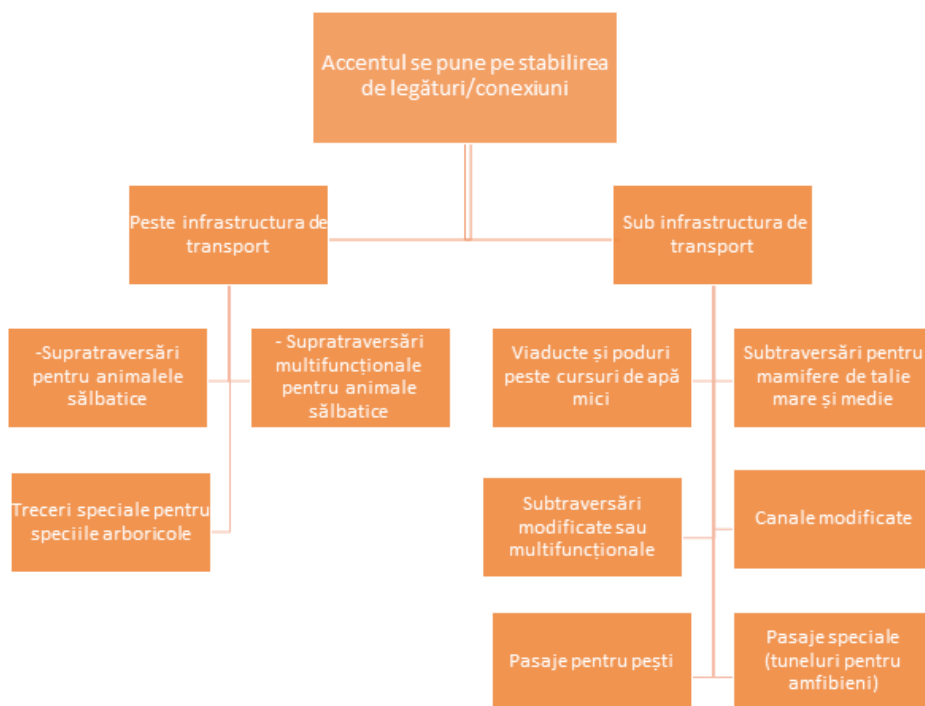 Accentul se pune pe stabilirea
de legături/conexiuni
Peste infrastructura de
transport
Sub infrastructura de
transport
-Supratraversări
pentru animalele
sălbatice
- Supratraversări
multifuncționale
pentru animale
sălbatice
Viaducte și poduri
peste cursuri de apă
mici
Subtraversări pentru
mamifere de talie
mare și medie
Treceri speciale pentru
speciile arboricole
Subtraversări
modificate sau
multifuncționale
Canale modificate
Pasaje pentru pești
Pasaje speciale
(tuneluri pentru
amfibieni)